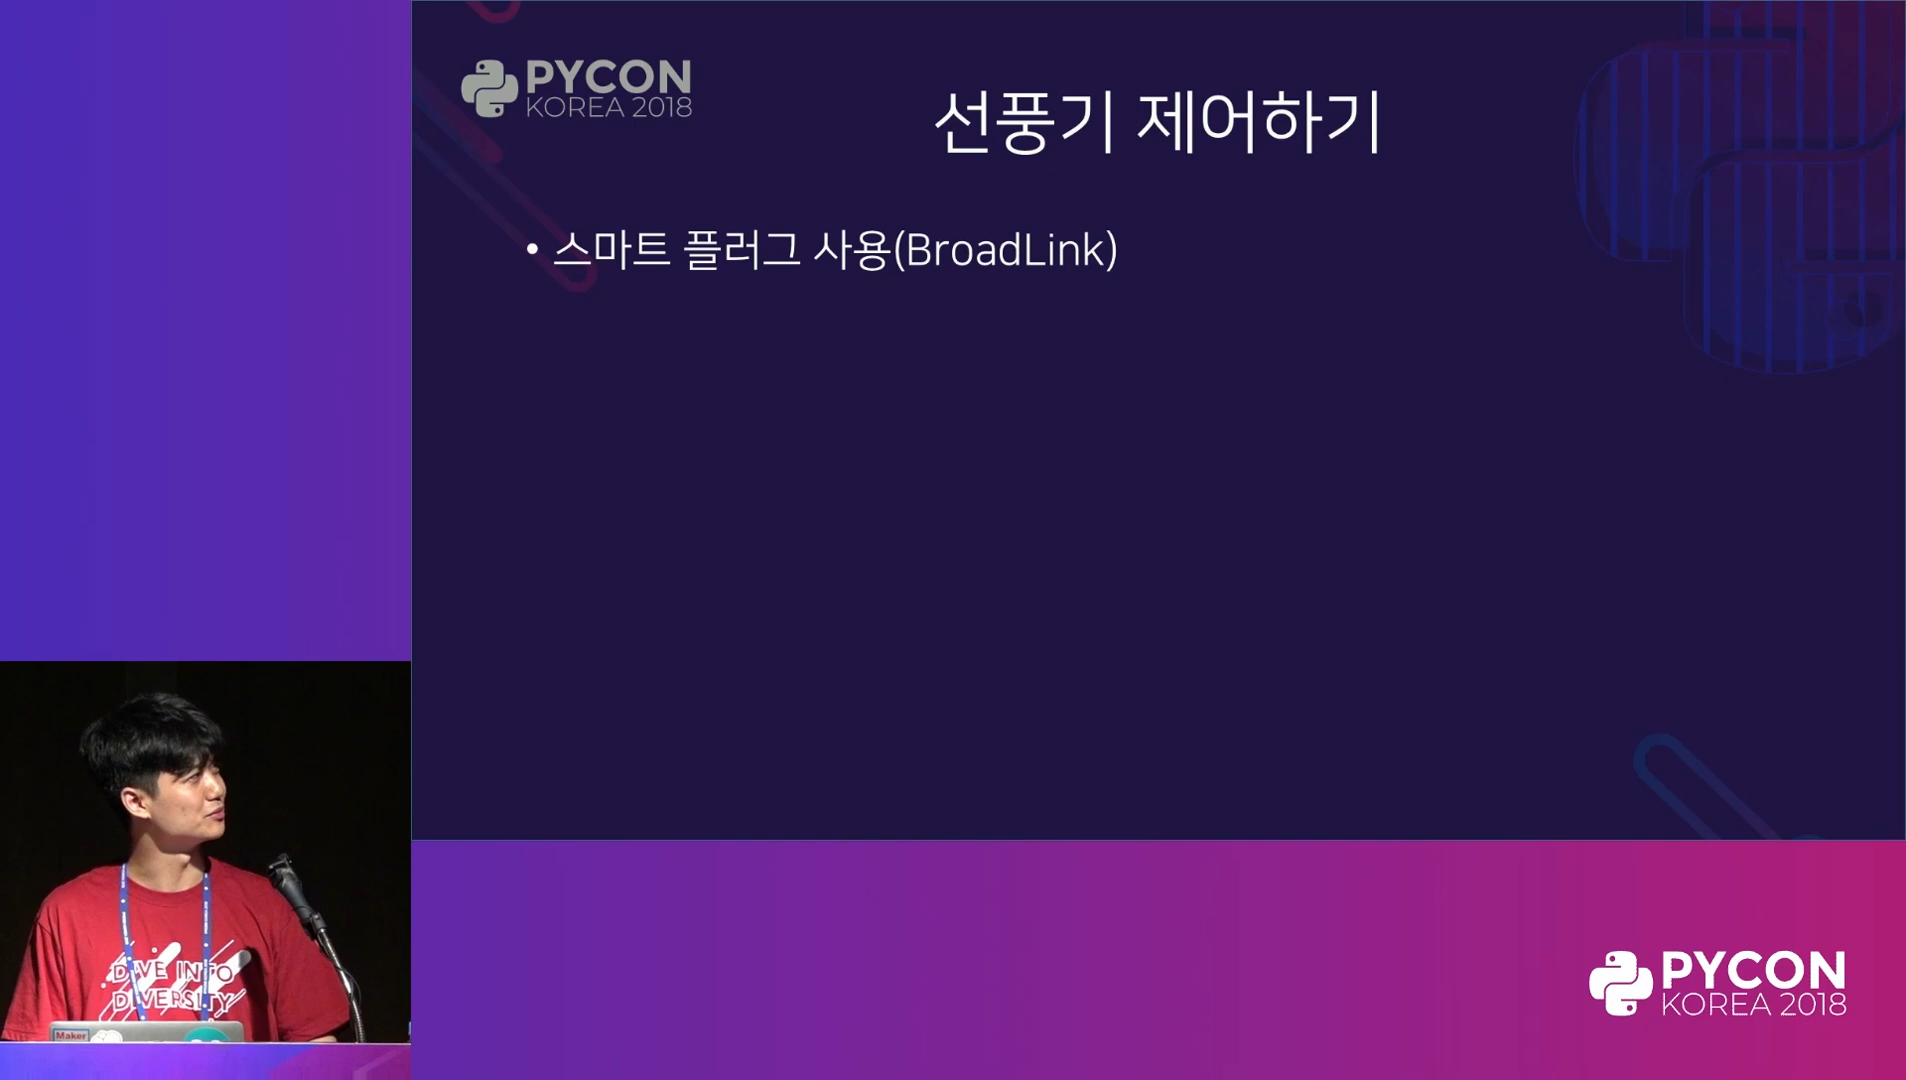 PYCON
KOREA 2018
선풍기 제어하기
• 스마트 플러그 사용(BroadLink)
DIVE INTO
DIVERSITY
Maker
PYCON
KOREA 2018